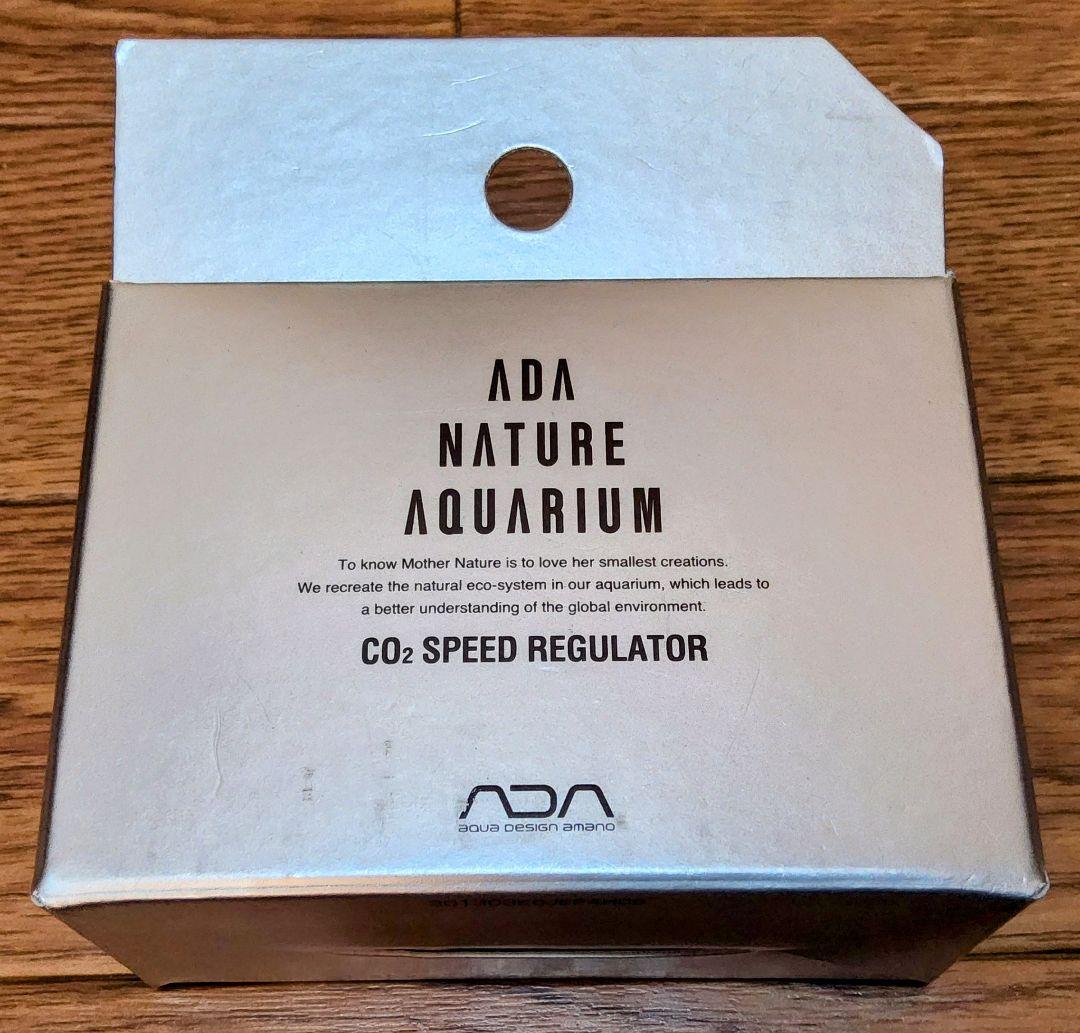 ADA
NATURE
AQUARIUM
To know Mother Nature is to love her smallest creations.
We recreate the natural eco-system in our aquarium, which leads to
a better understanding of the global environment.
CO₂ SPEED REGULATOR
ADA
aqua DESIGN amano